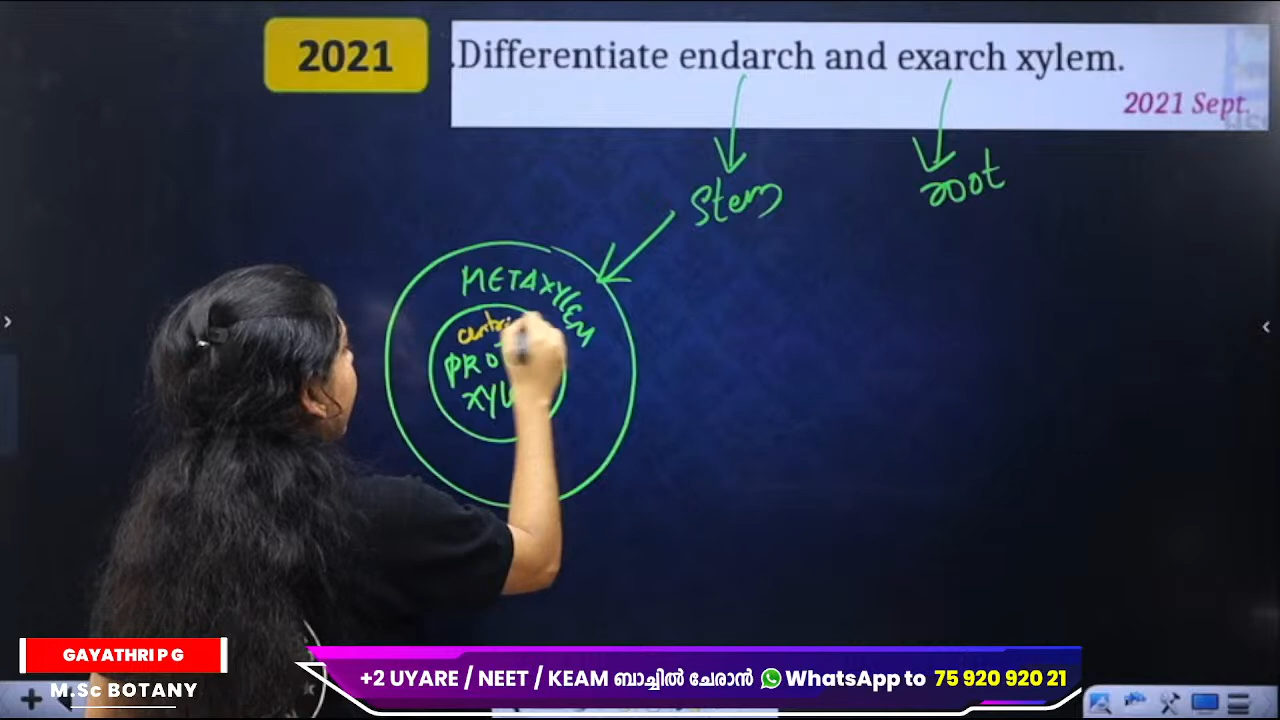 2021
.Differentiate endarch and exarch xylem.
2021 Sept.
Stem
root
METAXYLEM
XYL
GAYATHRI P G
M.Sc BOTANY
+2 UYARE / NEET / KEAM ബാച്ചിൽ ചേരാൻ WhatsApp to 75 920 920 21